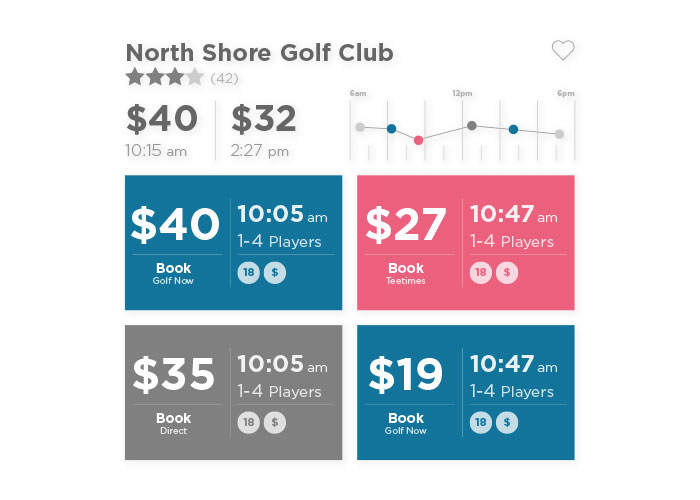 North Shore Golf Club
(42)
$40
10:15 am
$32
2:27 pm
6am 12pm 6pm
$40
10:05 am
1-4 Players
Book
Golf Now
18 $
$27
10:47 am
1-4 Players
Book
Teetimes
18 $
$35
10:05 am
1-4 Players
Book
Direct
18 $
$19
10:47 am
1-4 Players
Book
Golf Now
18 $